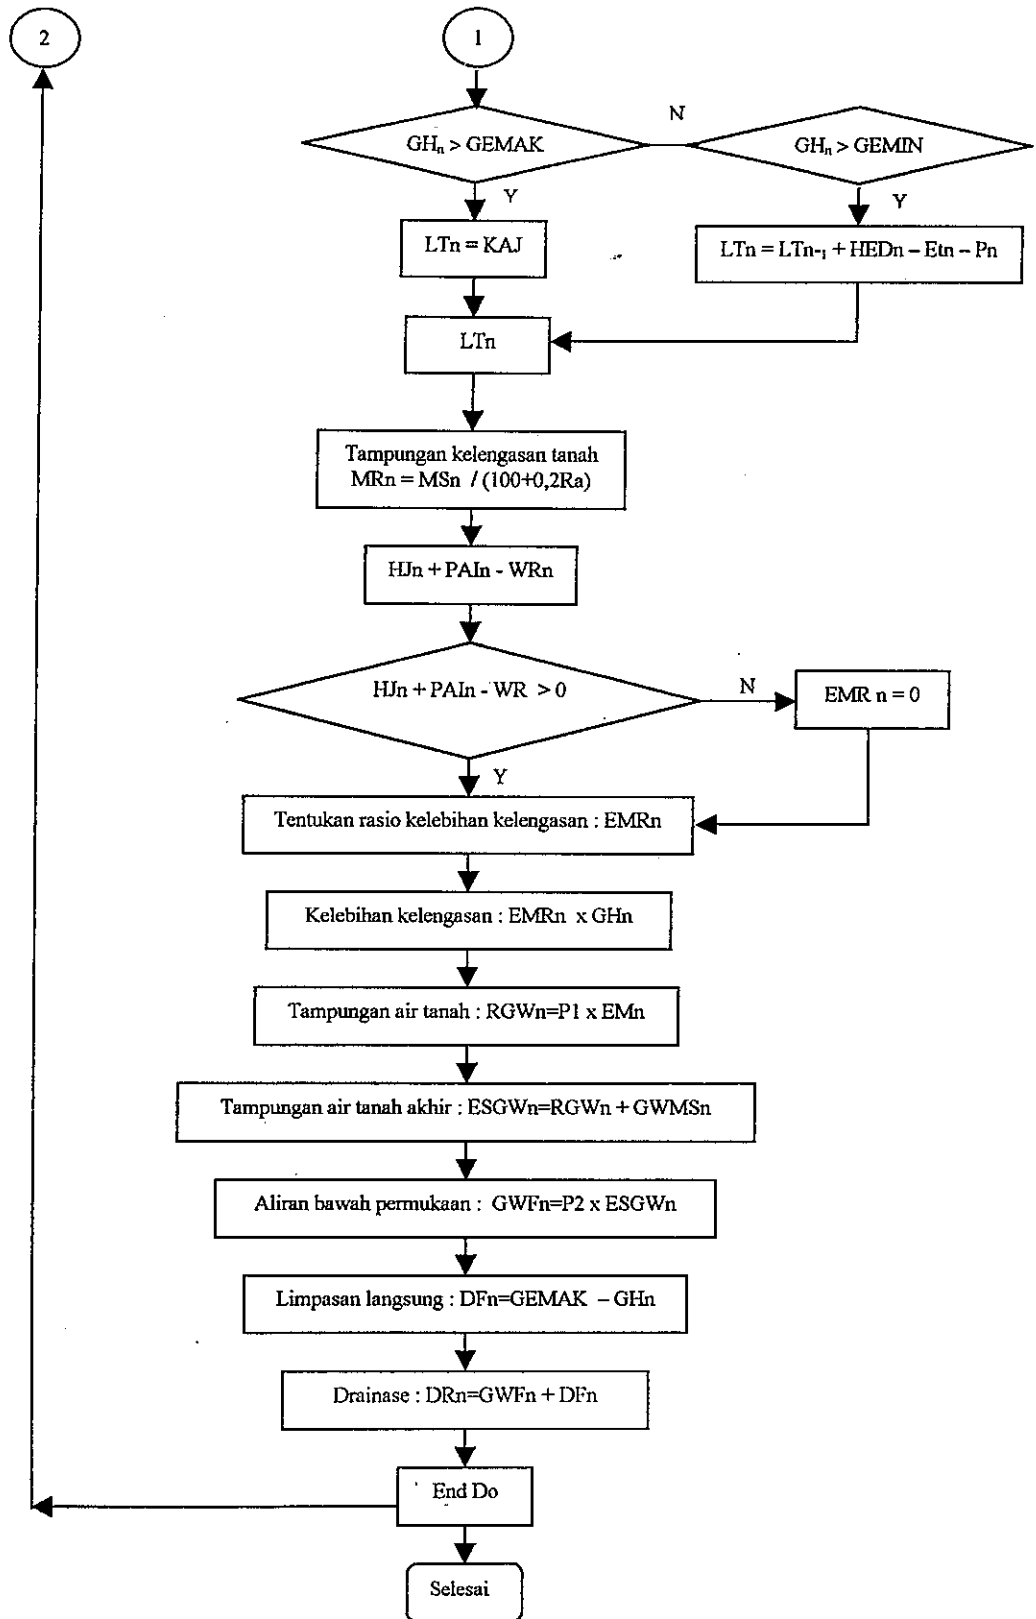 2
1
GHn > GEMAK
N
GHn > GEMIN
Y
Y
LTn = KAJ
LTn = LTn-1 + HEDn – Etn – Pn
LTn
Tampungan kelengasan tanah
MRn = MSn / (100+0,2Ra)
HJn + PAIn - WRn
HJn + PAIn - WR > 0
N
EMR n = 0
Y
Tentukan rasio kelebihan kelengasan : EMRn
Kelebihan kelengasan : EMRn x GHn
Tampungan air tanah : RGWn=P1 x EMn
Tampungan air tanah akhir : ESGWn=RGWn + GWMSn
Aliran bawah permukaan : GWFn=P2 x ESGWn
Limpasan langsung : DFn=GEMAK – GHn
Drainase : DRn=GWFn + DFn
End Do
Selesai